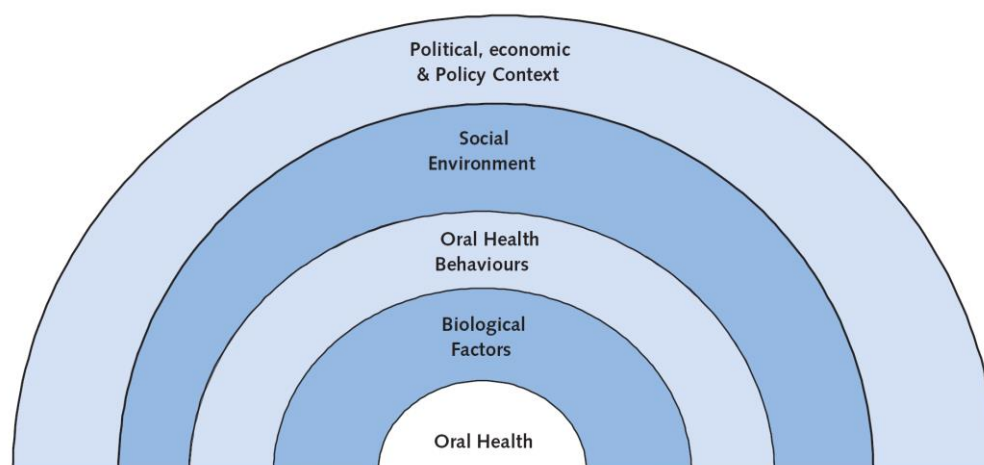 Political, economic
& Policy Context
Social
Environment
Oral Health
Behaviours
Biological
Factors
Oral Health